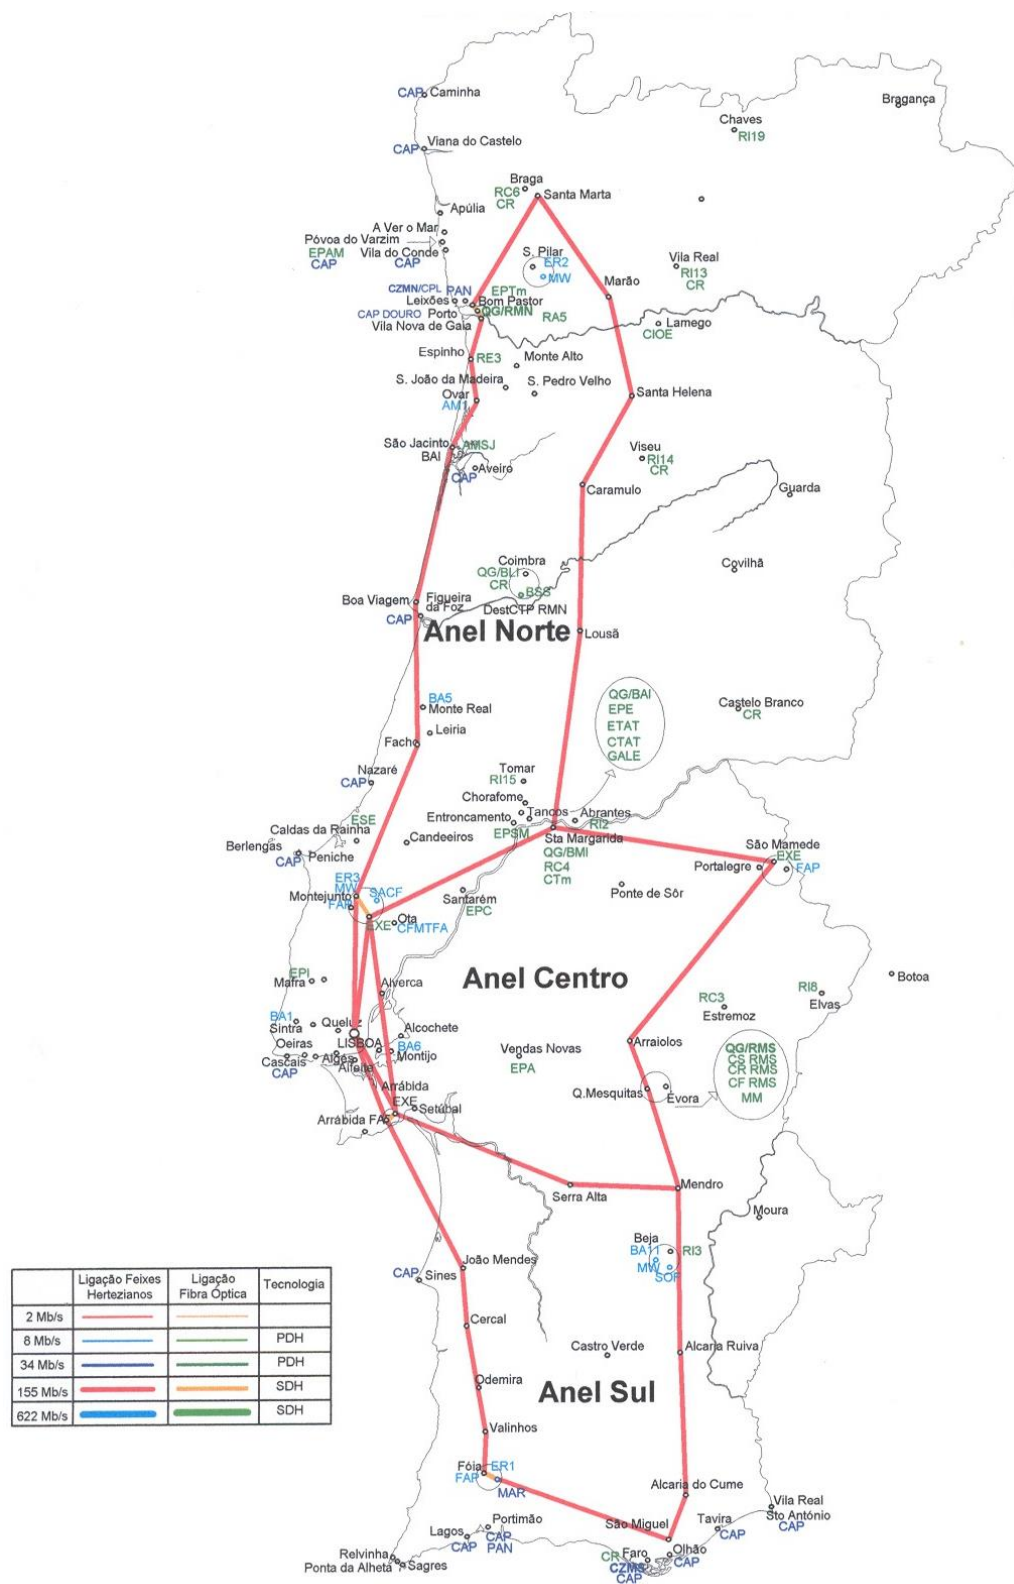 CAP Caminha
Bragança
Chaves
RI19
Viana do Castelo
CAP
Braga
RC6
CR
Santa Marta
Apúlia
A Ver o Mar
Póvoa do Varzim
EPAM
CAP
Vila do Conde
CAP
S. Pilar
ER2
MW
Vila Real
RI13
CR
Marão
CZMN/CPL PAN
Leixões
EPTm
Bom Pastor
CAP DOURO Porto
QG/RMN
RA5
Vila Nova de Gaia
Lamego
CIOE
Espinho
RE3
Monte Alto
S. João da Madeira
S. Pedro Velho
Santa Helena
Ovar
AM1
São Jacinto
BAI
AMSJ
Aveiro
CAP
Viseu
RI14
CR
Caramulo
Guarda
Coimbra
QG/BLI
CR
BSS
DestCTP RMN
Covilhã
Boa Viagem
Figueira
da Foz
CAP
Anel Norte
Lousã
BA5
Monte Real
Leiria
Facho
QG/BAI
EPE
ETAT
CTAT
GALE
Castelo Branco
CR
Nazaré
CAP
Tomar
RI15
Chorafome
Entroncamento
Tancos
Abrantes
RI2
EPSM
Sta Margarida
QG/BMI
RC4
CTm
ESE
Caldas da Rainha
Berlengas
Peniche
CAP
Candeeiros
São Mamede
EXE
Portalegre
FAP
Ponte de Sôr
ER3
MW
SACF
Montejunto
FAP
EXE
Ota
CFMTFA
Santarém
EPC
Anel Centro
Botoa
EPI
Mafra
Alverca
RC3
Estremoz
RI8
Elvas
BA1
Sintra
Queluz
Alcochete
Oeiras
LISBOA
BA6
Montijo
Cascais
CAP
Algés
Alfeite
Vendas Novas
EPA
Arraiolos
QG/RMS
CS RMS
CR RMS
CF RMS
MM
Arrábida
EXE
Setúbal
Arrábida FAP
Q.Mesquitas
Évora
Serra Alta
Mendro
Moura
Beja
BA11
RI3
MW
SOF
João Mendes
CAP
Sines
Cercal
Castro Verde
Alcaria Ruiva
Anel Sul
Odemira
Valinhos
Fóia
FAP
ER1
MAR
Alcaria do Cume
Vila Real
Sto António
CAP
São Miguel
Tavira
CAP
Lagos
CAP
Portimão
CAP
PAN
Olhão
CAP
CR
Faro
CZMS
CAP
Relvinha
Ponta da Alheta
Sagres
Ligação Feixes
Hertezianos
Ligação
Fibra Óptica
Tecnologia
2 Mb/s
8 Mb/s PDH
34 Mb/s PDH
155 Mb/s SDH
622 Mb/s SDH